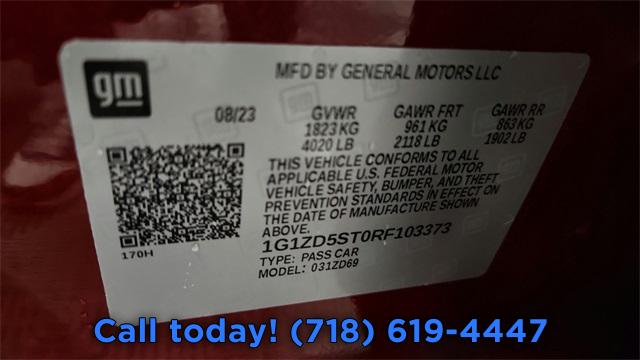 gm
MFD BY GENERAL MOTORS LLC
08/23 GVWR GAWR FRT GAWR RR
1823 KG 961 KG 863 KG
4020 LB 2118 LB 1902 LB
THIS VEHICLE CONFORMS TO ALL
APPLICABLE U.S. FEDERAL MOTOR
VEHICLE SAFETY, BUMPER, AND THEFT
PREVENTION STANDARDS IN EFFECT ON
THE DATE OF MANUFACTURE SHOWN
ABOVE.
170H
1G1ZD5ST0RF103373
TYPE: PASS CAR
MODEL: 031ZD69
Call today! (718) 619-4447